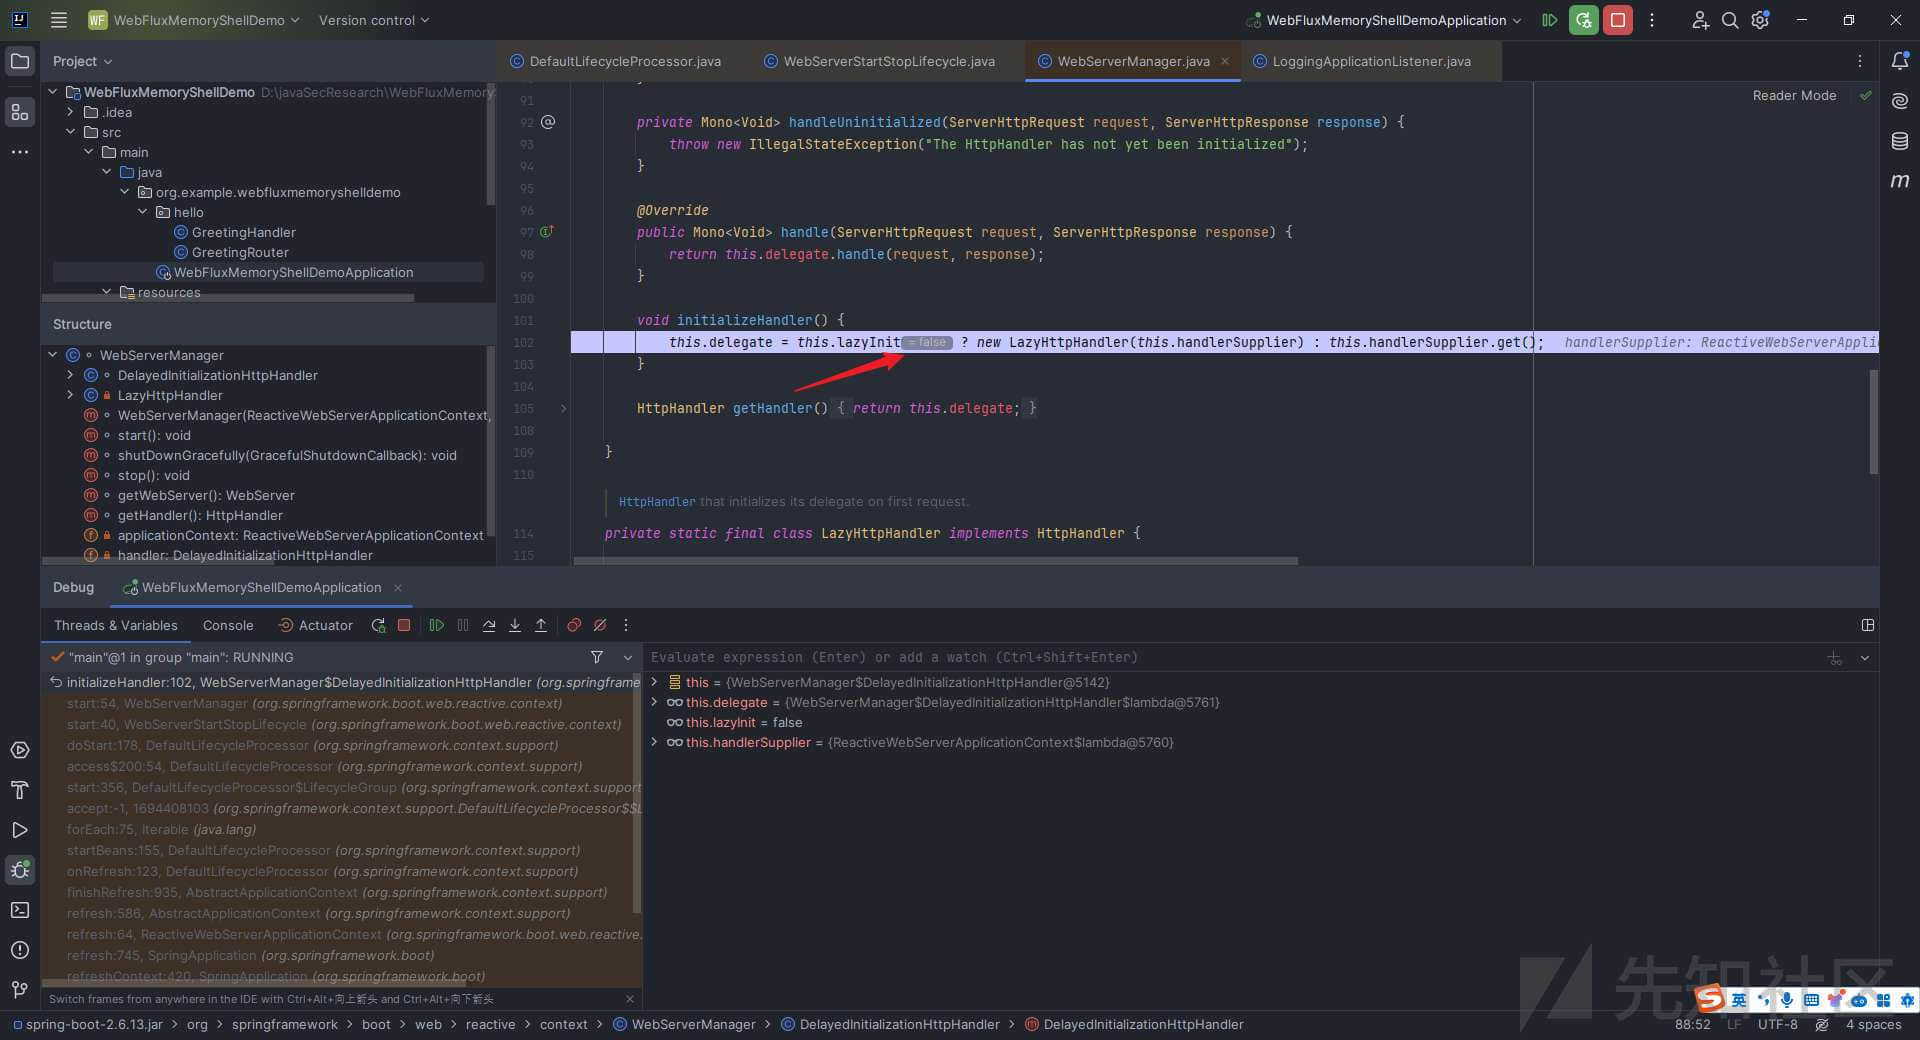 WF WebFluxMemoryShellDemo Version control WebFluxMemoryShellDemoApplication
Project
DefaultLifecycleProcessor.java WebServerStartStopLifecycle.java WebServerManager.java LoggingApplicationListener.java
Reader Mode
WebFluxMemoryShellDemo D:\javaSecResearch\WebFluxMemory
.idea
src
main
java
org.example.webfluxmemoryshelldemo
hello
GreetingHandler
GreetingRouter
WebFluxMemoryShellDemoApplication
resources
91
92 private Mono<Void> handleUninitialized(ServerHttpRequest request, ServerHttpResponse response) {
93 throw new IllegalStateException("The HttpHandler has not yet been initialized");
94 }
95
96 @Override
97 public Mono<Void> handle(ServerHttpRequest request, ServerHttpResponse response) {
98 return this.delegate.handle(request, response);
99 }
100
101 void initializeHandler() {
102 this.delegate = this.lazyInit = false ? new LazyHttpHandler(this.handlerSupplier) : this.handlerSupplier.get(); handlerSupplier: ReactiveWebServerAppli
103 }
104
105 HttpHandler getHandler() { return this.delegate; }
108
109 }
110
HttpHandler that initializes its delegate on first request.
114 private static final class LazyHttpHandler implements HttpHandler {
115
Structure
WebServerManager
DelayedInitializationHttpHandler
LazyHttpHandler
WebServerManager(ReactiveWebServerApplicationContext,
start(): void
shutDownGracefully(GracefulShutdownCallback): void
stop(): void
getWebServer(): WebServer
getHandler(): HttpHandler
applicationContext: ReactiveWebServerApplicationContext
handler: DelayedInitializationHttpHandler
Debug WebFluxMemoryShellDemoApplication
Threads & Variables Console Actuator
"main"@1 in group "main": RUNNING
initializeHandler:102, WebServerManager$DelayedInitializationHttpHandler (org.springframe
start:54, WebServerManager (org.springframework.boot.web.reactive.context)
start:40, WebServerStartStopLifecycle (org.springframework.boot.web.reactive.context)
doStart:178, DefaultLifecycleProcessor (org.springframework.context.support)
access$200:54, DefaultLifecycleProcessor (org.springframework.context.support)
start:356, DefaultLifecycleProcessor$LifecycleGroup (org.springframework.context.support
accept:-1, 1694408103 (org.springframework.context.support.DefaultLifecycleProcessor$$L
forEach:75, Iterable (java.lang)
startBeans:155, DefaultLifecycleProcessor (org.springframework.context.support)
onRefresh:123, DefaultLifecycleProcessor (org.springframework.context.support)
finishRefresh:935, AbstractApplicationContext (org.springframework.context.support)
refresh:586, AbstractApplicationContext (org.springframework.context.support)
refresh:64, ReactiveWebServerApplicationContext (org.springframework.boot.web.reactive.
refresh:745, SpringApplication (org.springframework.boot)
refreshContext:420, SpringApplication (org.springframework.boot)
Switch frames from anywhere in the IDE with Ctrl+Alt+向上箭头 and Ctrl+Alt+向下箭头
Evaluate expression (Enter) or add a watch (Ctrl+Shift+Enter)
this = {WebServerManager$DelayedInitializationHttpHandler@5142}
this.delegate = {WebServerManager$DelayedInitializationHttpHandler$lambda@5761}
this.lazyInit = false
this.handlerSupplier = {ReactiveWebServerApplicationContext$lambda@5760}
先知社区
英
spring-boot-2.6.13.jar > org > springframework > boot > web > reactive > context > WebServerManager > DelayedInitializationHttpHandler > DelayedInitializationHttpHandler
88:52 LF UTF-8 4 spaces